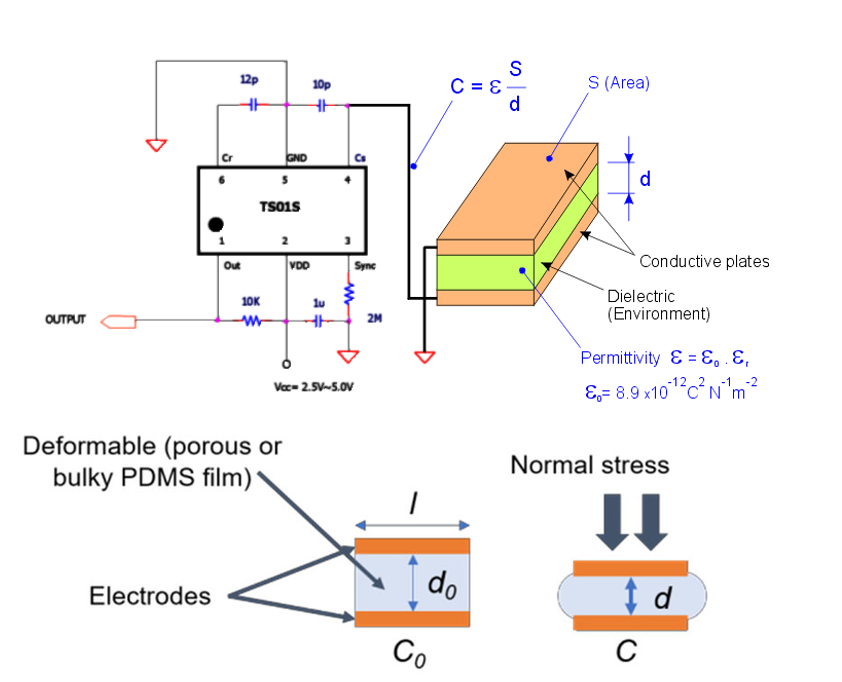 12p
10p
C = ε S/d
S (Area)
Cr
GND
Cs
6
5
4
TS01S
d
1
2
3
Out
VDD
Sync
Conductive plates
Dielectric
(Environment)
OUTPUT
10K
1u
2M
Permittivity ε = ε₀ . εᵣ
ε₀= 8.9 x10⁻¹²C² N⁻¹m⁻²
Vcc= 2.5V~5.0V
Deformable (porous or
bulky PDMS film)
Normal stress
l
d₀
Electrodes
d
C₀
C